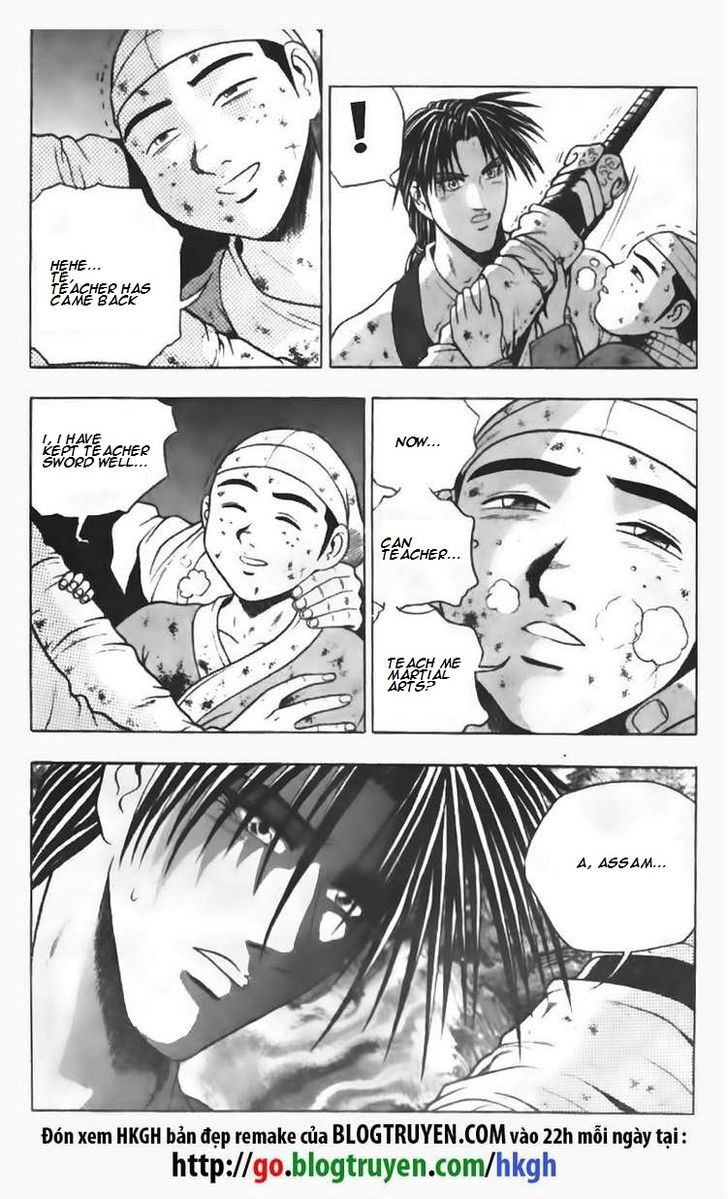 HEHE...
TE,
TEACHER HAS
CAME BACK
!
I, I HAVE
KEPT TEACHER
SWORD WELL...
NOW...
CAN
TEACHER...
TEACH ME
MARTIAL
ARTS?
A, ASSAM...
Đón xem HKGH bản đẹp remake của BLOGTRUYEN.COM vào 22h mỗi ngày tại :
http://go.blogtruyen.com/hkgh